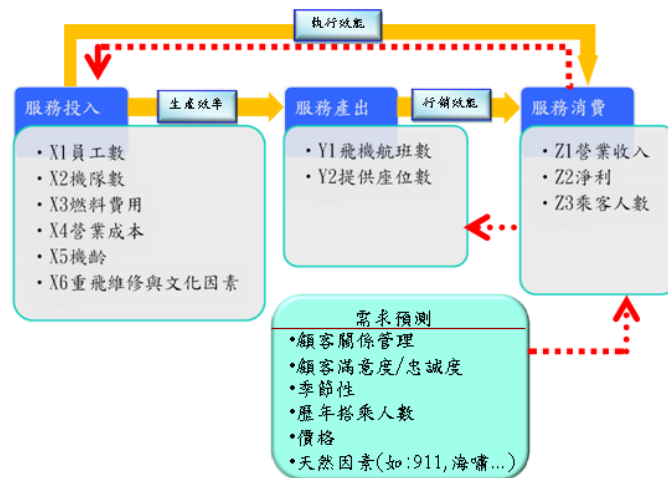 執行效能
服務投入
生產效率
服務產出
行銷效能
服務消費
・X1員工數
・X2機隊數
・X3燃料費用
・X4營業成本
・X5機齡
・X6重飛維修與文化因素
・Y1飛機航班數
・Y2提供座位數
・Z1營業收入
・Z2淨利
・Z3乘客人數
需求預測
•顧客關係管理
•顧客滿意度/忠誠度
•季節性
•歷年搭乘人數
•價格
•天然因素(如:911,海嘯…)